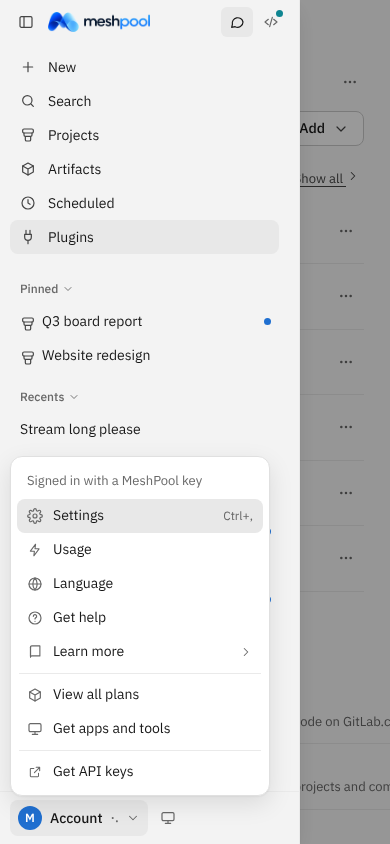 meshpool
New
Search
Projects
Artifacts
Scheduled
Plugins
Pinned
Q3 board report
Website redesign
Recents
Stream long please
Signed in with a MeshPool key
Settings Ctrl+,
Usage
Language
Get help
Learn more
View all plans
Get apps and tools
Get API keys
M Account
Add
Show all
ode on GitLab.c
rojects and com